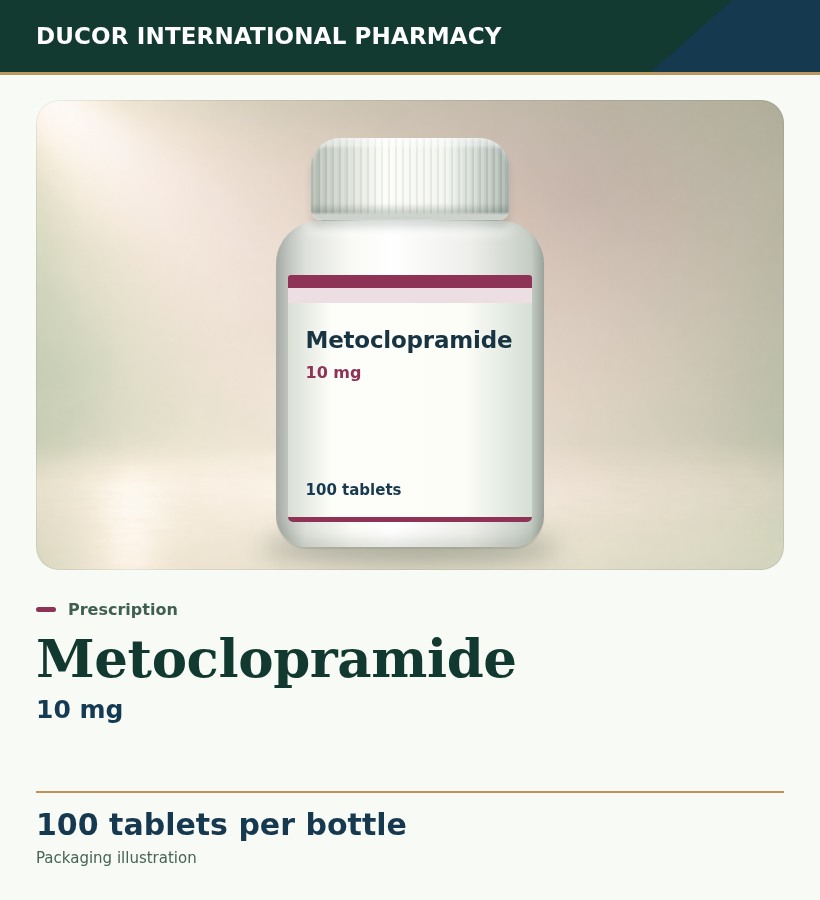 DUCOR INTERNATIONAL PHARMACY
Metoclopramide
10 mg
100 tablets
Prescription
Metoclopramide
10 mg
100 tablets per bottle
Packaging illustration